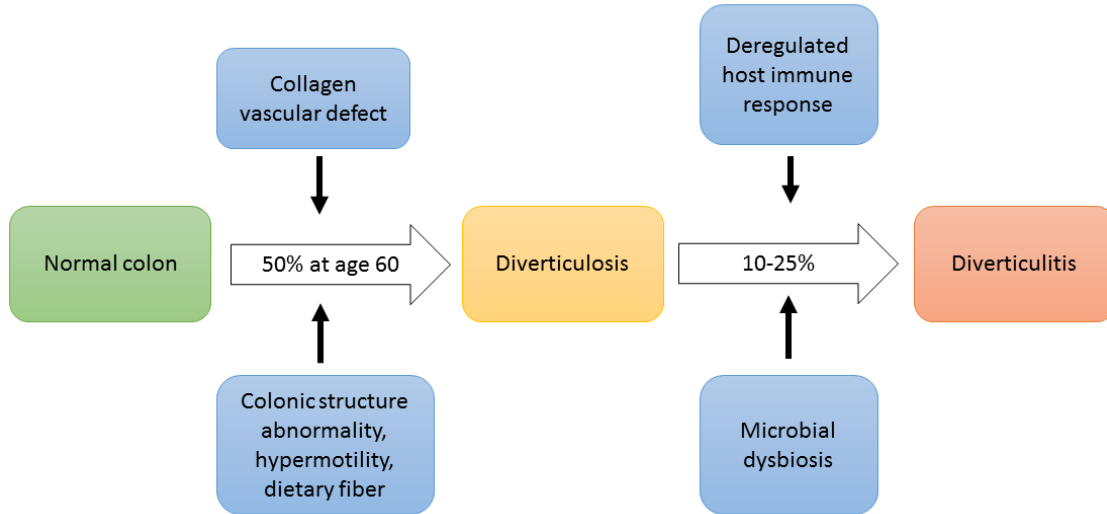 Collagen
vascular defect
Deregulated
host immune
response
Normal colon
50% at age 60
Diverticulosis
10-25%
Diverticulitis
Colonic structure
abnormality,
hypermotility,
dietary fiber
Microbial
dysbiosis